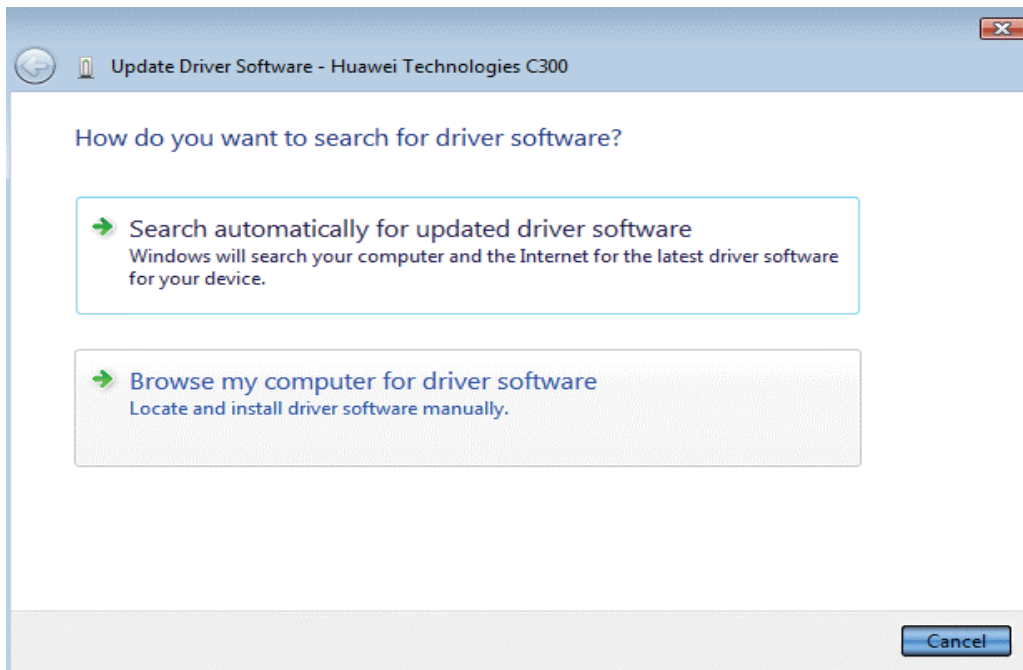 Update Driver Software - Huawei Technologies C300
How do you want to search for driver software?
Search automatically for updated driver software
Windows will search your computer and the Internet for the latest driver software
for your device.
Browse my computer for driver software
Locate and install driver software manually.
Cancel